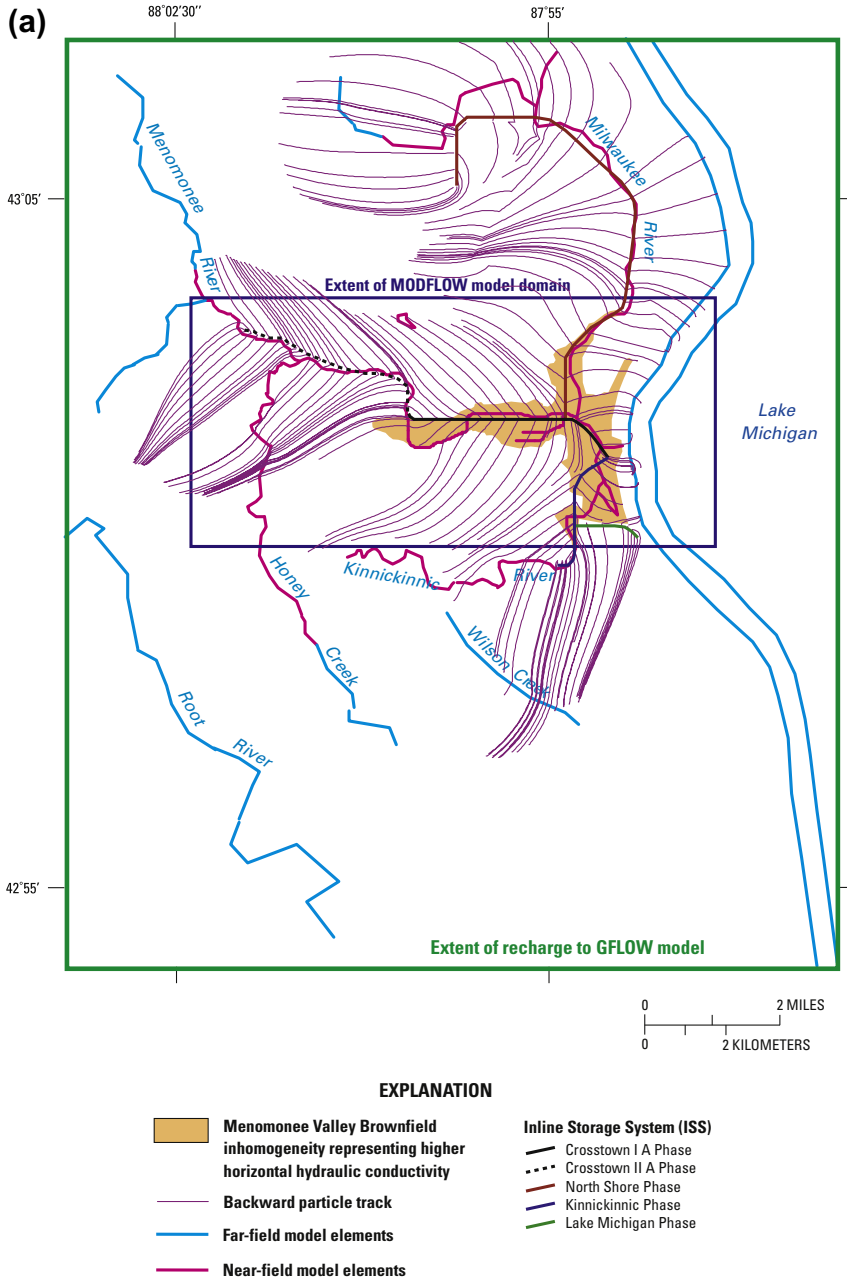 (a)
88°02'30''
87°55'
43°05'
42°55'
Menomonee
River
Milwaukee
River
Extent of MODFLOW model domain
Lake
Michigan
Honey
Creek
Kinnickinnic
River
Wilson Creek
Root
River
Extent of recharge to GFLOW model
0 2 MILES
0 2 KILOMETERS
EXPLANATION
Menomonee Valley Brownfield
inhomogeneity representing higher
horizontal hydraulic conductivity
Backward particle track
Far-field model elements
Near-field model elements
Inline Storage System (ISS)
Crosstown I A Phase
Crosstown II A Phase
North Shore Phase
Kinnickinnic Phase
Lake Michigan Phase